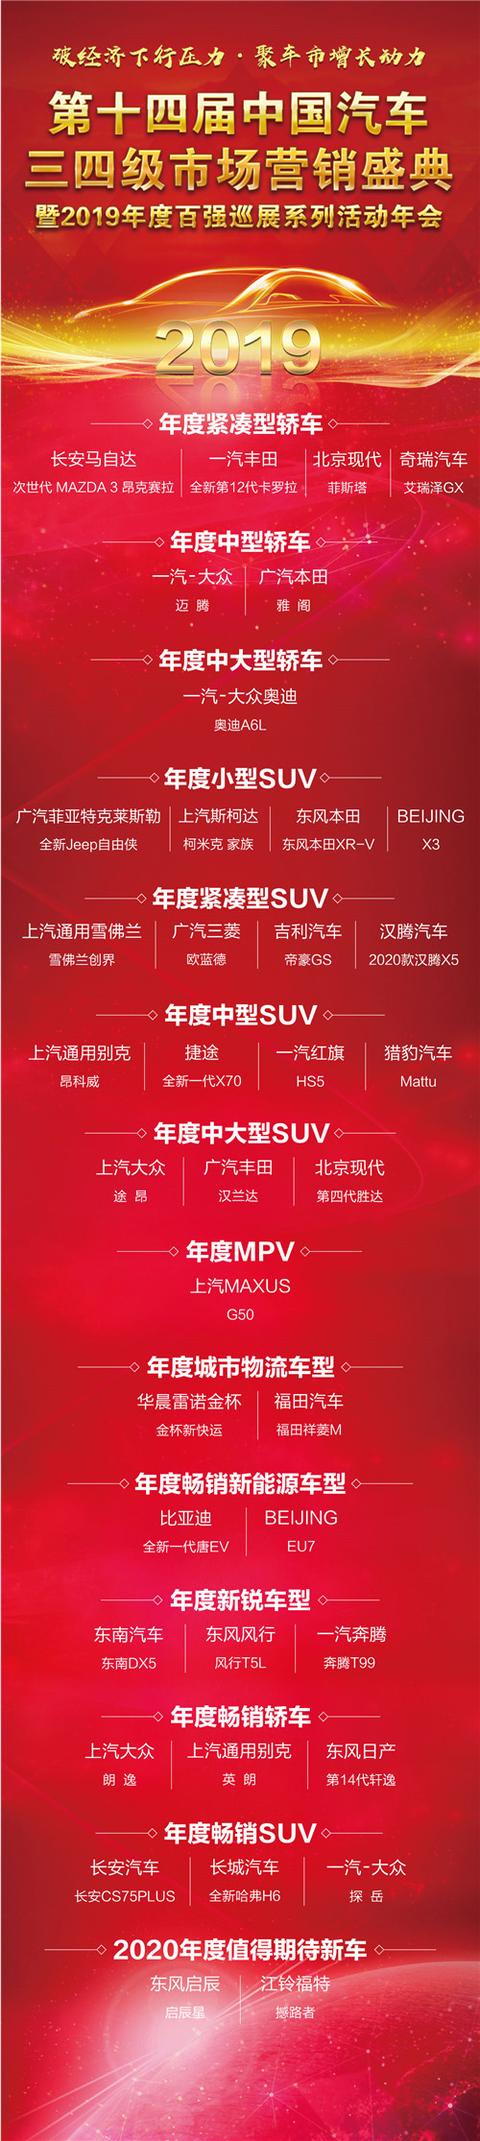 破经济下行压力·聚车市增长动力
第十四届中国汽车
三四级市场营销盛典
暨2019年度百强巡展系列活动年会
2019
年度紧凑型轿车
长安马自达 一汽丰田 北京现代 奇瑞汽车
次世代 MAZDA 3 昂克赛拉 全新第12代卡罗拉 菲斯塔 艾瑞泽GX
年度中型轿车
一汽-大众 广汽本田
迈 腾 雅 阁
年度中大型轿车
一汽-大众奥迪
奥迪A6L
年度小型SUV
广汽菲亚特克莱斯勒 上汽斯柯达 东风本田 BEIJING
全新Jeep自由侠 柯米克 家族 东风本田XR-V X3
年度紧凑型SUV
上汽通用雪佛兰 广汽三菱 吉利汽车 汉腾汽车
雪佛兰创界 欧蓝德 帝豪GS 2020款汉腾X5
年度中型SUV
上汽通用别克 捷途 一汽红旗 猎豹汽车
昂科威 全新一代X70 HS5 Mattu
年度中大型SUV
上汽大众 广汽丰田 北京现代
途 昂 汉兰达 第四代胜达
年度MPV
上汽MAXUS
G50
年度城市物流车型
华晨雷诺金杯 福田汽车
金杯新快运 福田祥菱M
年度畅销新能源车型
比亚迪 BEIJING
全新一代唐EV EU7
年度新锐车型
东南汽车 东风风行 一汽奔腾
东南DX5 风行T5L 奔腾T99
年度畅销轿车
上汽大众 上汽通用别克 东风日产
朗 逸 英 朗 第14代轩逸
年度畅销SUV
长安汽车 长城汽车 一汽-大众
长安CS75PLUS 全新哈弗H6 探 岳
2020年度值得期待新车
东风启辰 江铃福特
启辰星 撼路者